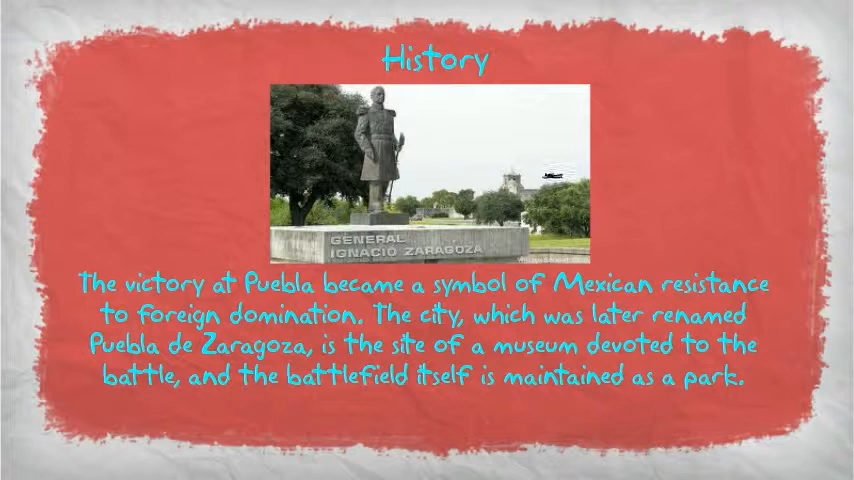 History
GENERAL
IGNACIO ZARAGOZA
The victory at Puebla became a symbol of Mexican resistance
to foreign domination. The city, which was later renamed
Puebla de Zaragoza, is the site of a museum devoted to the
battle, and the battlefield itself is maintained as a park.